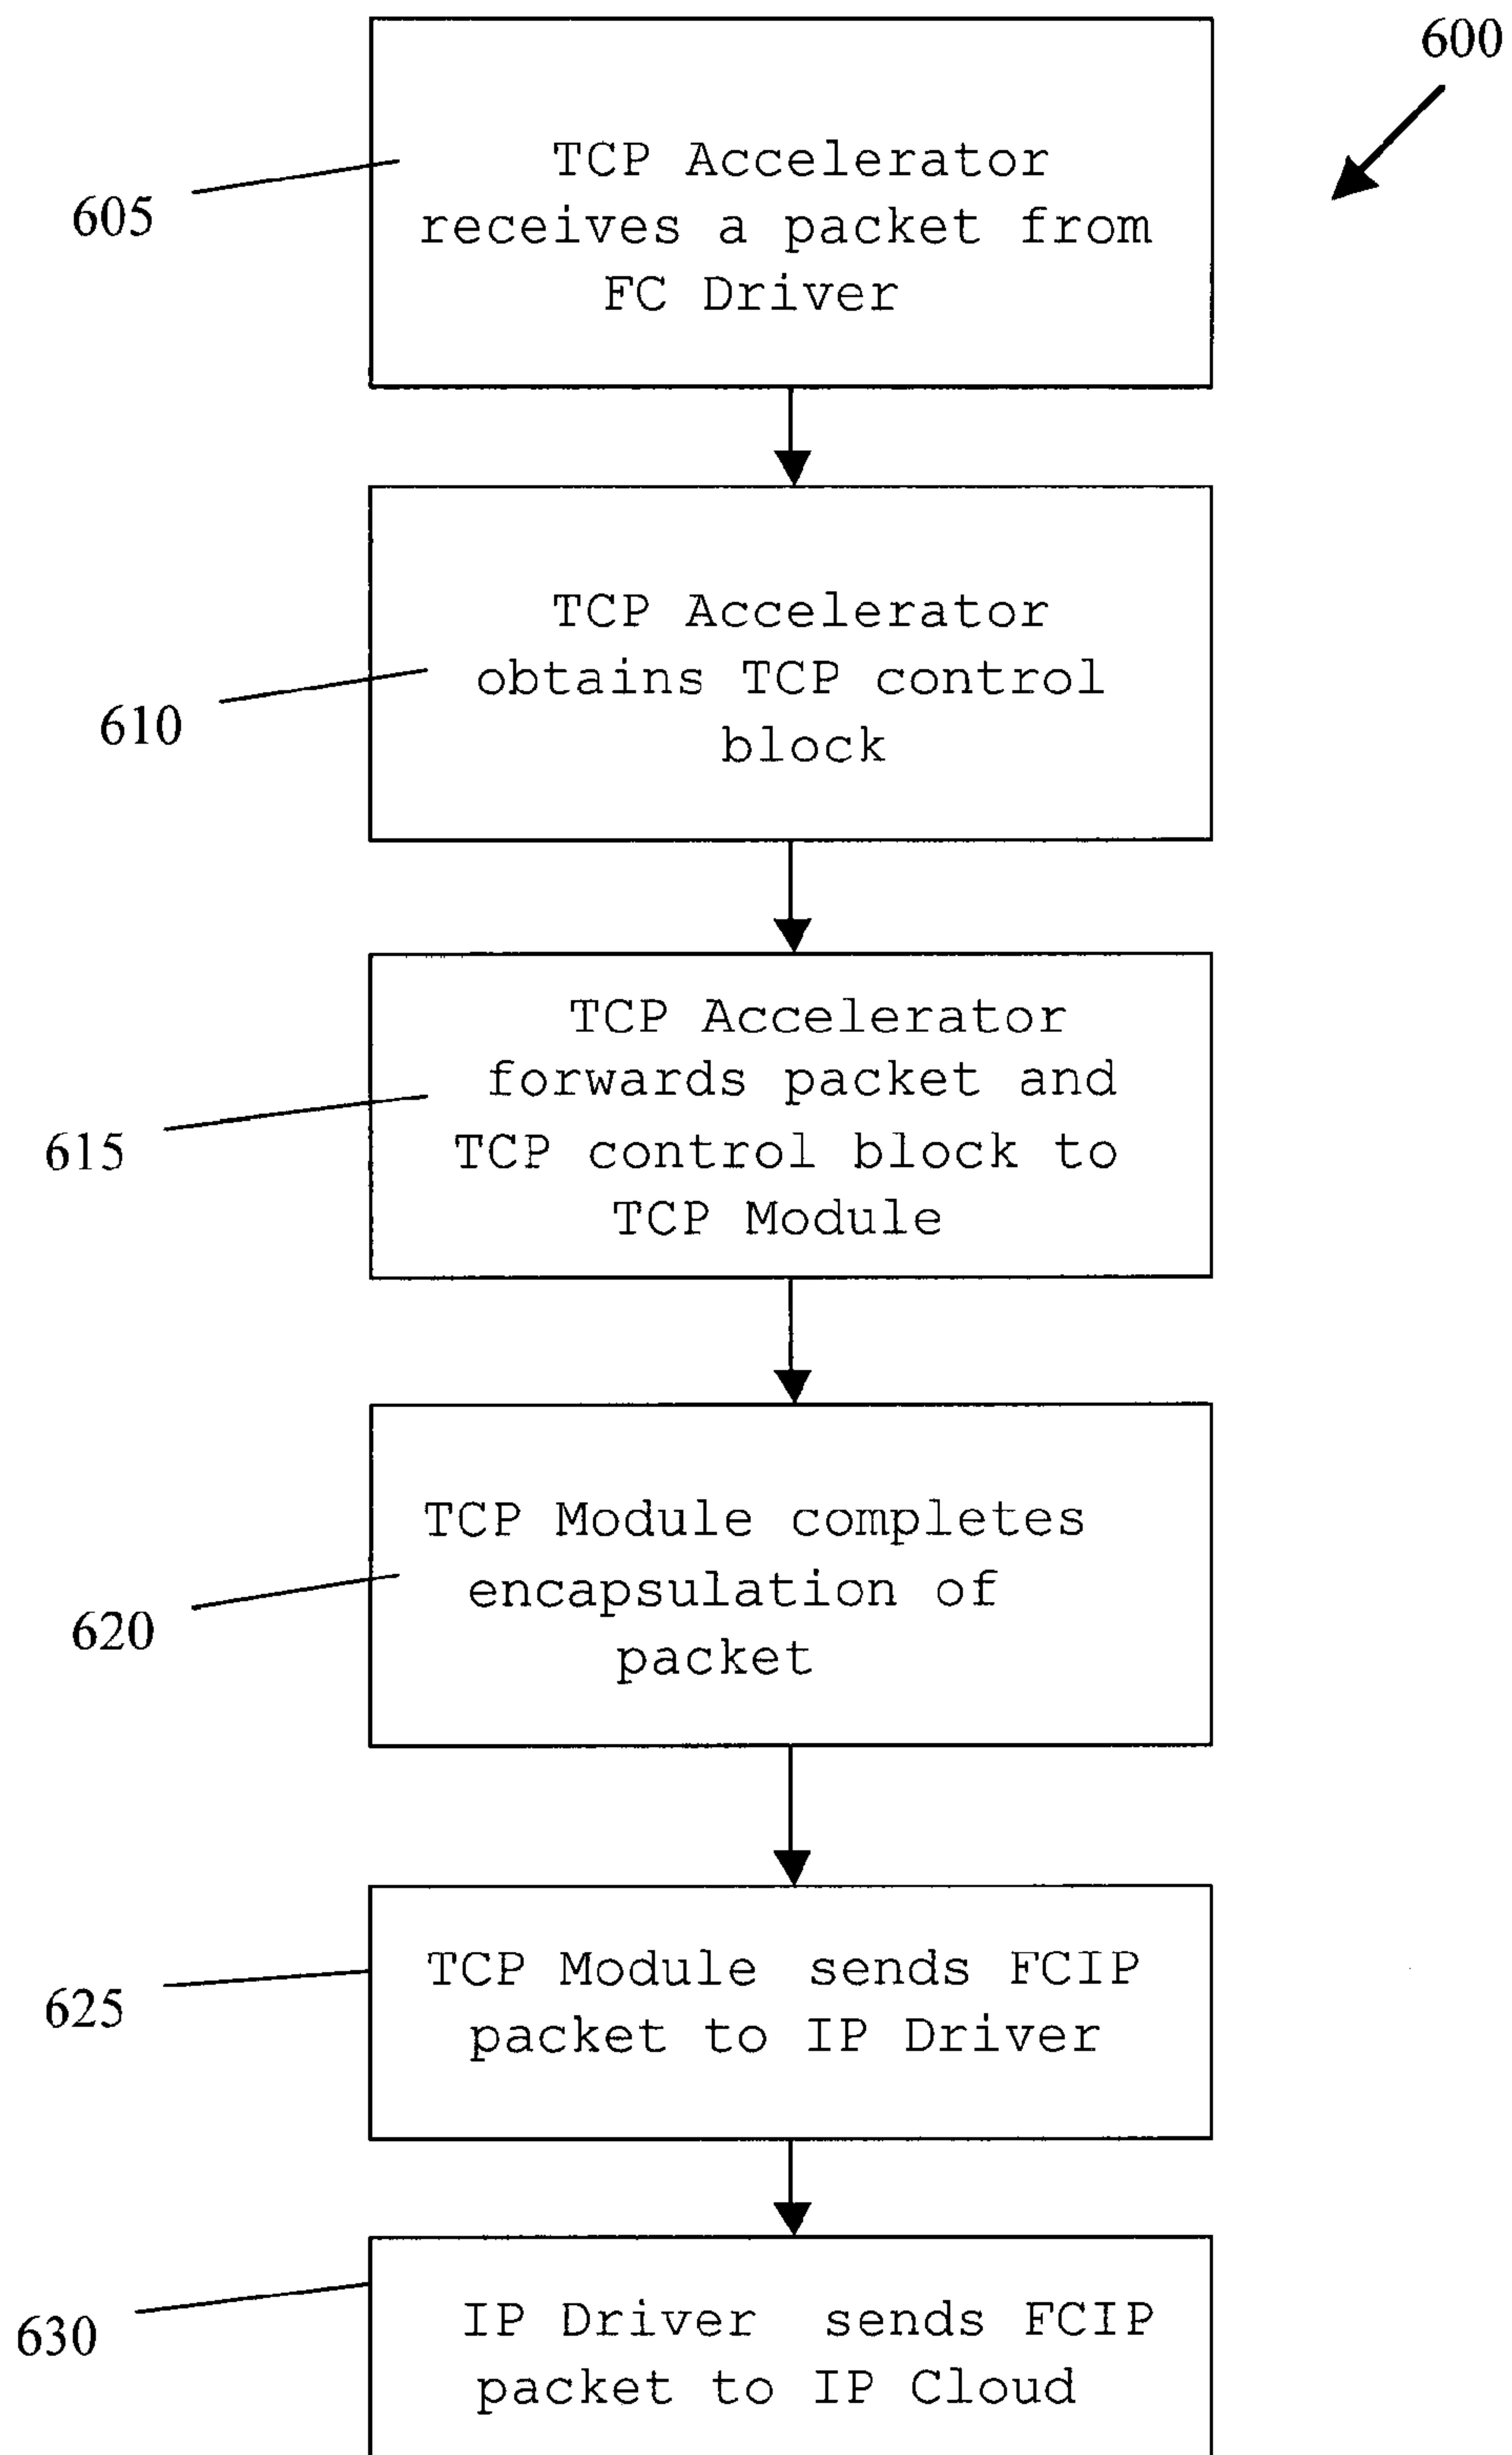 600
605
TCP Accelerator
receives a packet from
FC Driver
610
TCP Accelerator
obtains TCP control
block
615
TCP Accelerator
forwards packet and
TCP control block to
TCP Module
620
TCP Module completes
encapsulation of
packet
625
TCP Module sends FCIP
packet to IP Driver
630
IP Driver sends FCIP
packet to IP Cloud